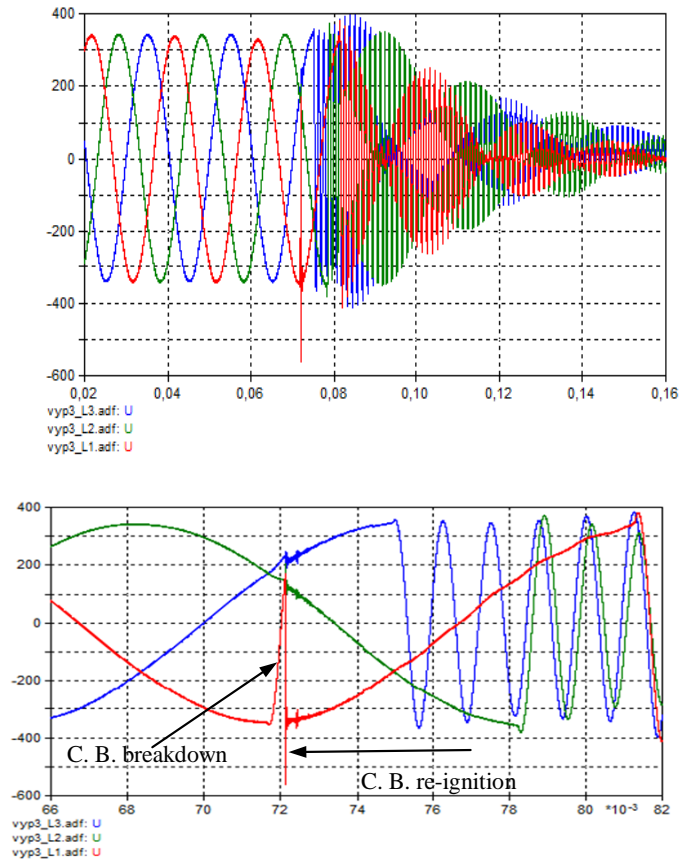 400
200
0
-200
-400
-600
0,02 0,04 0,06 0,08 0,10 0,12 0,14 0,16
vyp3_L3.adf: U
vyp3_L2.adf: U
vyp3_L1.adf: U
400
200
0
-200
-400
-600
C. B. breakdown
C. B. re-ignition
66 68 70 72 74 76 78 80 *10⁻³ 82
vyp3_L3.adf: U
vyp3_L2.adf: U
vyp3_L1.adf: U